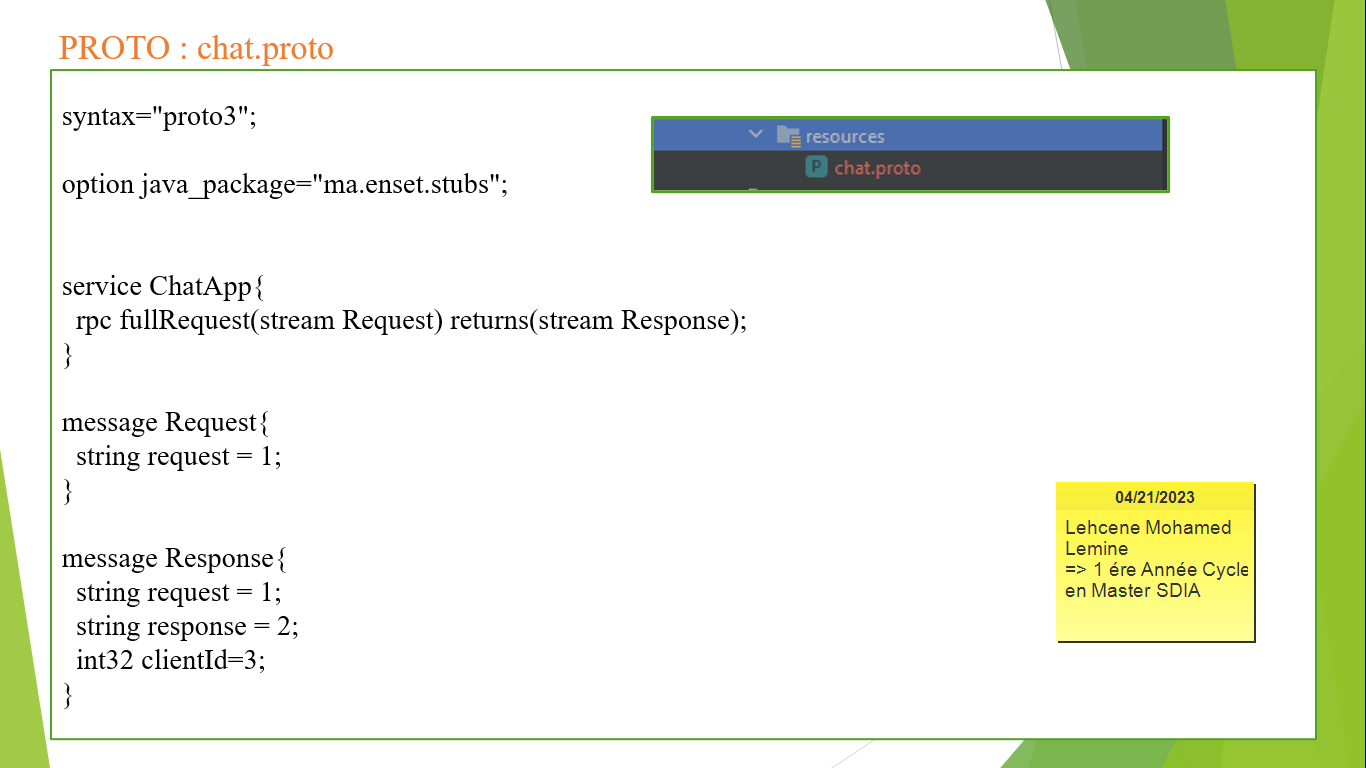 PROTO : chat.proto
syntax="proto3";
option java_package="ma.enset.stubs";
service ChatApp{
rpc fullRequest(stream Request) returns(stream Response);
}
message Request{
string request = 1;
}
message Response{
string request = 1;
string response = 2;
int32 clientId=3;
}
resources
P chat.proto
04/21/2023
Lehcene Mohamed
Lemine
=> 1 ére Année Cycle
en Master SDIA